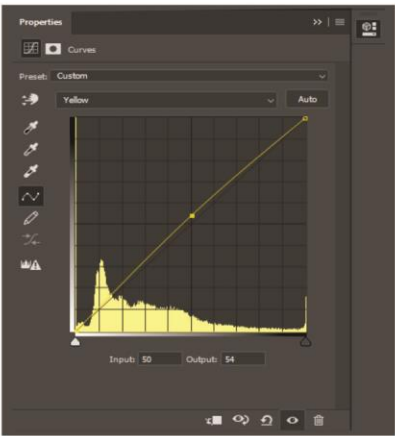 Properties
Curves
Preset: Custom
Yellow Auto
Input: 50 Output: 54